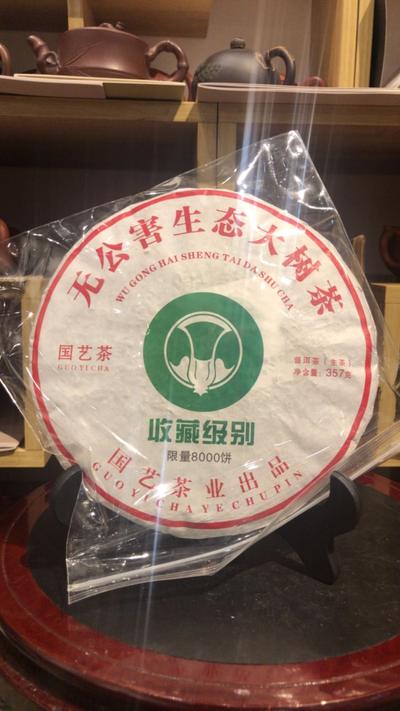 无公害生态大树茶
WU GONG HAI SHENG TAI DA SHU CHA
国艺茶
GUOYICHA
普洱茶（生茶）
净含量：357克
收藏级别
限量8000饼
国艺茶业出品
GUOYICHAYECHUPIN